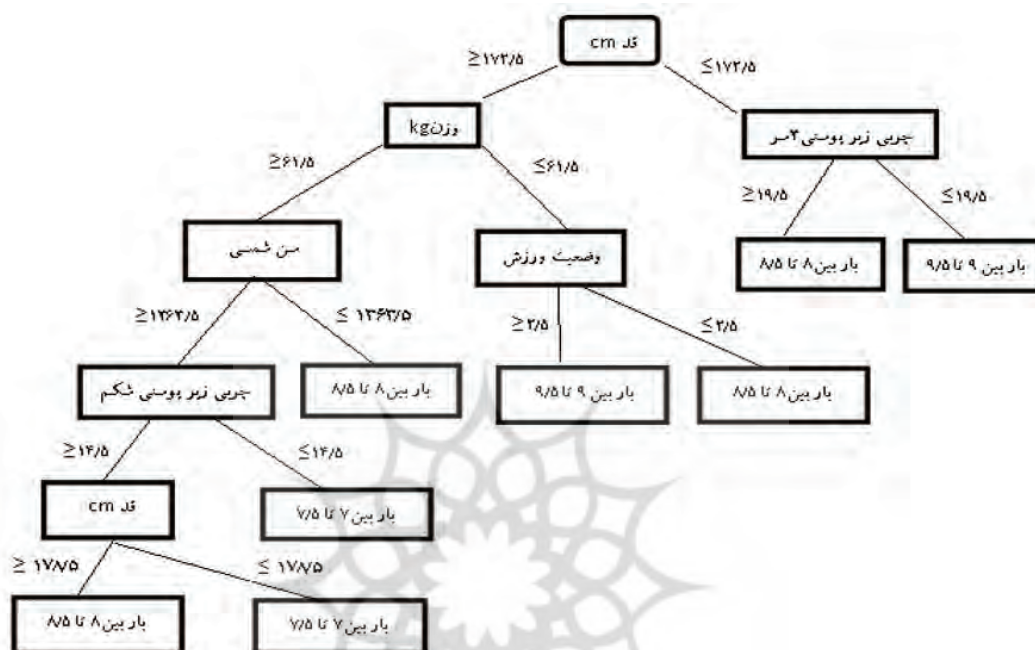 قد cm
≥۱۷۲/۵
≤۱۷۲/۵
وزن kg
چربی زیر پوستی ۳سر
≥۶۱/۵
≤۶۱/۵
≥۱۹/۵
≤۱۹/۵
سن شمسی
وضعیت ورزش
بار بین ۸ تا ۸/۵
بار بین ۹ تا ۹/۵
≥۱۳۶۳/۵
≤ ۱۳۶۳/۵
≥۲/۵
≤۲/۵
چربی زیر پوستی شکم
بار بین ۸ تا ۸/۵
بار بین ۹ تا ۹/۵
بار بین ۸ تا ۸/۵
≥۱۴/۵
≤۱۴/۵
قد cm
بار بین ۷ تا ۷/۵
≥ ۱۷۸/۵
≤ ۱۷۸/۵
بار بین ۸ تا ۸/۵
بار بین ۷ تا ۷/۵